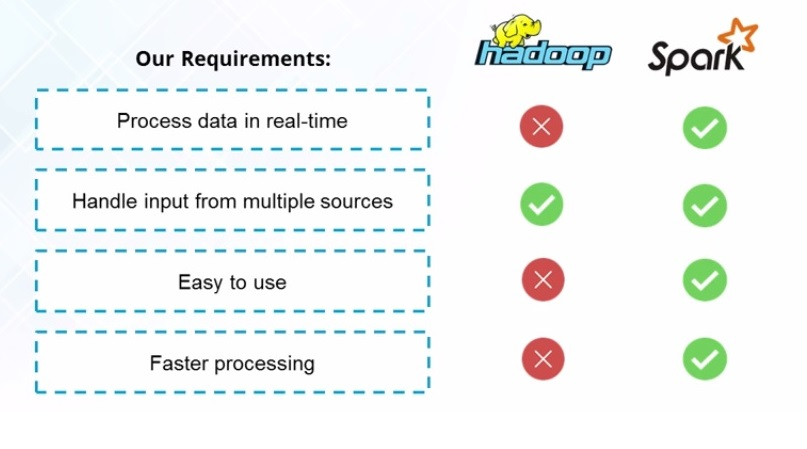 Our Requirements:
hadoop
Spark
Process data in real-time
Handle input from multiple sources
Easy to use
Faster processing